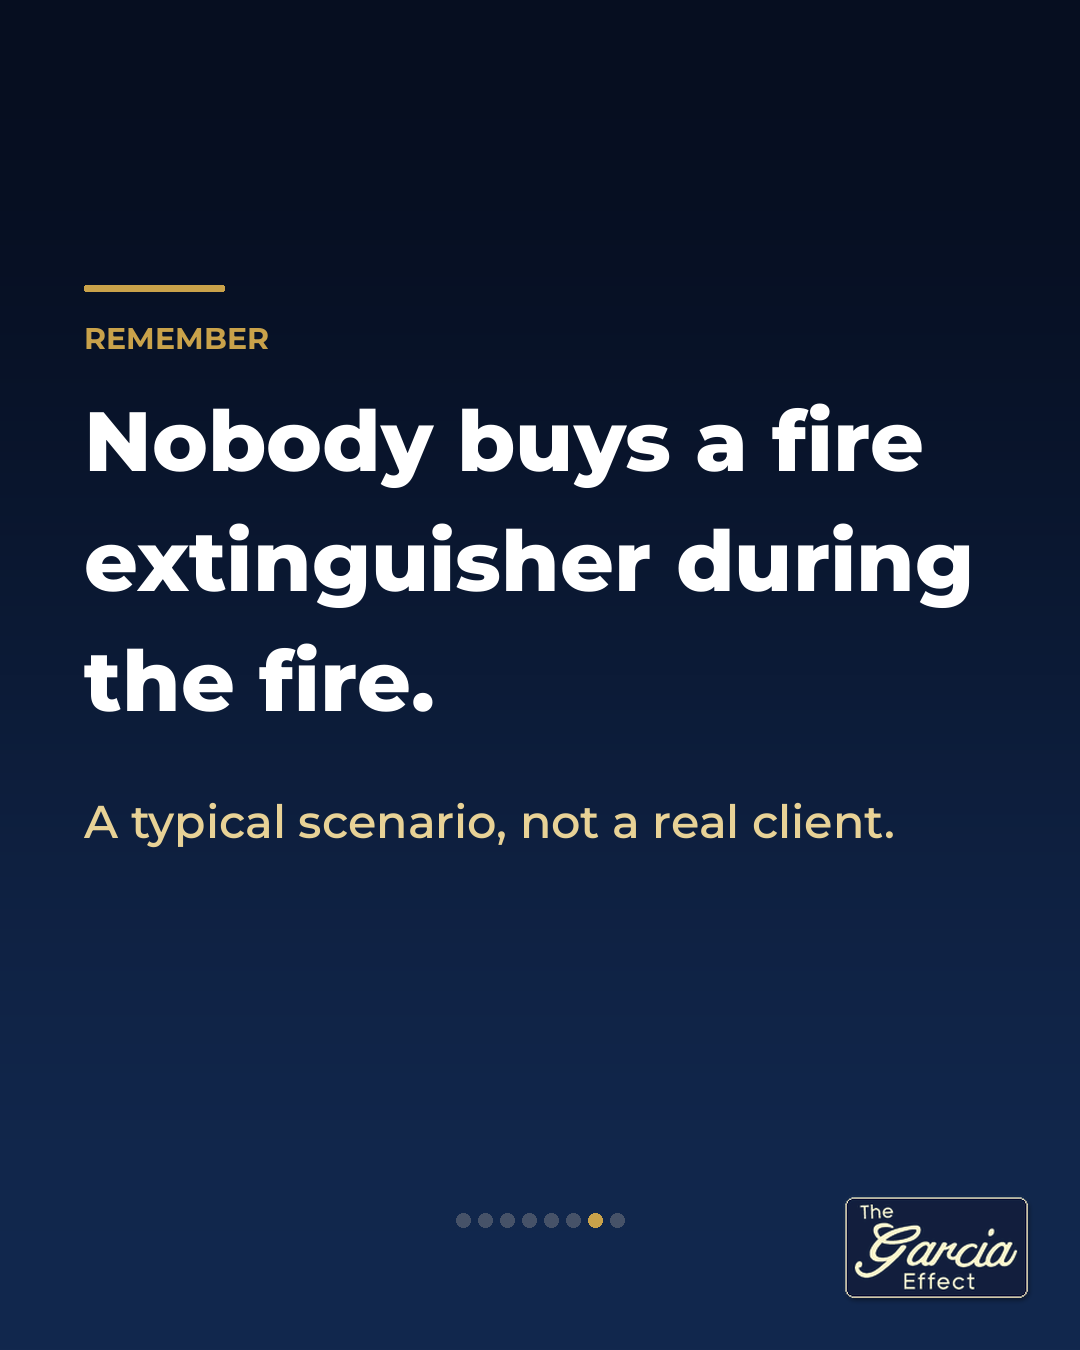 REMEMBER
Nobody buys a fire
extinguisher during
the fire.
A typical scenario, not a real client.
The
Garcia
Effect